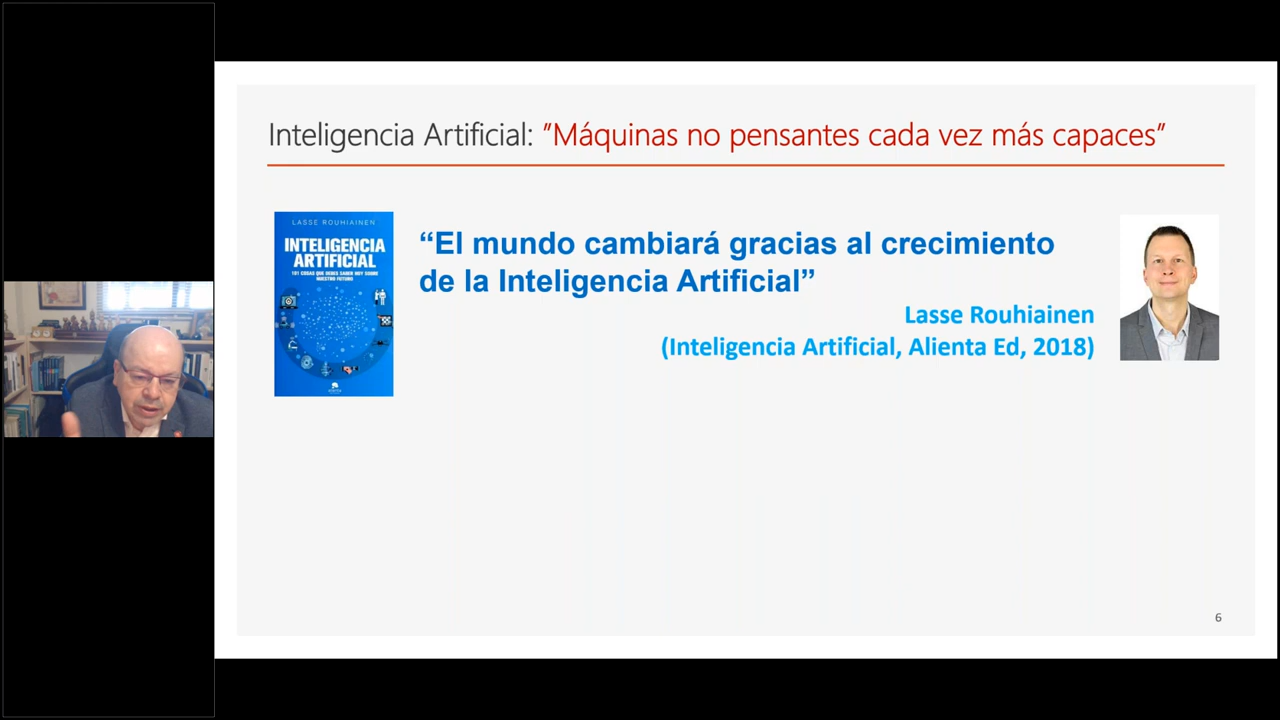 Inteligencia Artificial: ”Máquinas no pensantes cada vez más capaces”
LASSE ROUHIAINEN
INTELIGENCIA
ARTIFICIAL
101 COSAS QUE DEBES SABER HOY SOBRE
NUESTRO FUTURO
“El mundo cambiará gracias al crecimiento
de la Inteligencia Artificial”
Lasse Rouhiainen
(Inteligencia Artificial, Alienta Ed, 2018)
6